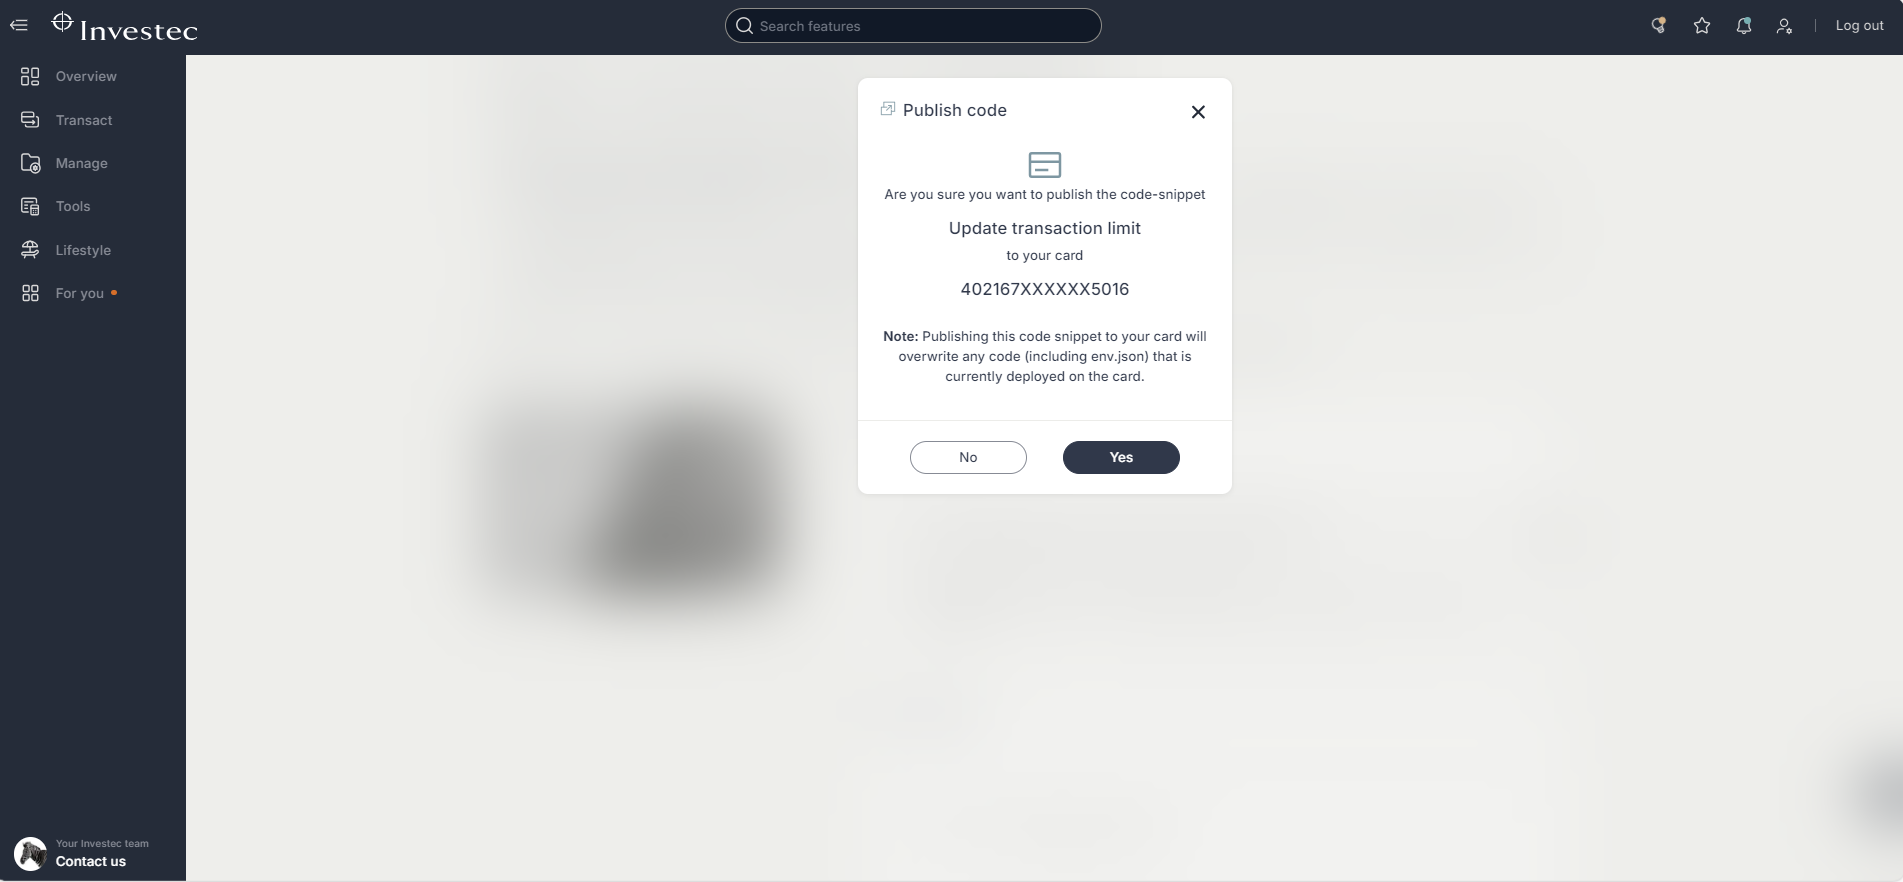 Investec
Search features
Log out
Overview
Transact
Manage
Tools
Lifestyle
For you
Publish code
Are you sure you want to publish the code-snippet
Update transaction limit
to your card
402167XXXXXX5016
Note: Publishing this code snippet to your card will
overwrite any code (including env.json) that is
currently deployed on the card.
No
Yes
Your Investec team
Contact us